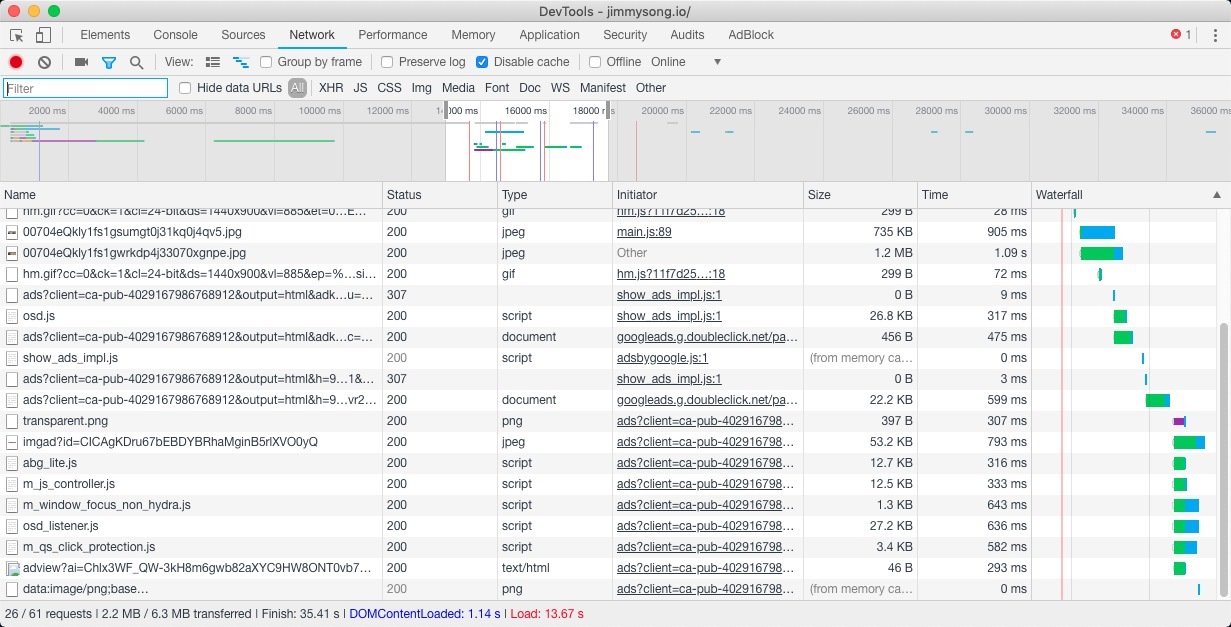 DevTools - jimmysong.io/
Elements Console Sources Network Performance Memory Application Security Audits AdBlock 1
View: Group by frame Preserve log Disable cache Offline Online
Filter Hide data URLs All XHR JS CSS Img Media Font Doc WS Manifest Other
2000 ms 4000 ms 6000 ms 8000 ms 10000 ms 12000 ms 16000 ms 20000 ms 22000 ms 24000 ms 26000 ms 28000 ms 30000 ms 32000 ms 34000 ms 36000 ms
Name Status Type Initiator Size Time Waterfall
hm.gif?cc=0&ck=1&cl=24-bit&ds=1440x900&vl=885&et=0...E... 200 gif hm.js?11f7d25...:18 299 B 28 ms
00704eQkly1fs1gsumgt0j31kq0j4qv5.jpg 200 jpeg main.js:89 735 KB 905 ms
00704eQkly1fs1gwrkdp4j33070xgnpe.jpg 200 jpeg Other 1.2 MB 1.09 s
hm.gif?cc=0&ck=1&cl=24-bit&ds=1440x900&vl=885&ep=%...si... 200 gif hm.js?11f7d25...:18 299 B 72 ms
ads?client=ca-pub-4029167986768912&output=html&adk...u=... 307 show_ads_impl.js:1 0 B 9 ms
osd.js 200 script show_ads_impl.js:1 26.8 KB 317 ms
ads?client=ca-pub-4029167986768912&output=html&adk...c=... 200 document googleads.g.doubleclick.net/pa... 456 B 475 ms
show_ads_impl.js 200 script adsbygoogle.js:1 (from memory ca... 0 ms
ads?client=ca-pub-4029167986768912&output=html&h=9...1&... 307 show_ads_impl.js:1 0 B 3 ms
ads?client=ca-pub-4029167986768912&output=html&h=9...vr2... 200 document googleads.g.doubleclick.net/pa... 22.2 KB 599 ms
transparent.png 200 png ads?client=ca-pub-402916798... 397 B 307 ms
imgad?id=CICAgKDru67bEBDYBRhaMginB5rlXVO0yQ 200 jpeg ads?client=ca-pub-402916798... 53.2 KB 793 ms
abg_lite.js 200 script ads?client=ca-pub-402916798... 12.7 KB 316 ms
m_js_controller.js 200 script ads?client=ca-pub-402916798... 12.5 KB 333 ms
m_window_focus_non_hydra.js 200 script ads?client=ca-pub-402916798... 1.3 KB 643 ms
osd_listener.js 200 script ads?client=ca-pub-402916798... 27.2 KB 636 ms
m_qs_click_protection.js 200 script ads?client=ca-pub-402916798... 3.4 KB 582 ms
adview?ai=Chlx3WF_QW-3kH8m6gwb82aXYC9HW8ONT0vb7... 200 text/html ads?client=ca-pub-402916798... 46 B 293 ms
data:image/png;base... 200 png ads?client=ca-pub-402916798... (from memory ca... 0 ms
26 / 61 requests | 2.2 MB / 6.3 MB transferred | Finish: 35.41 s | DOMContentLoaded: 1.14 s | Load: 13.67 s